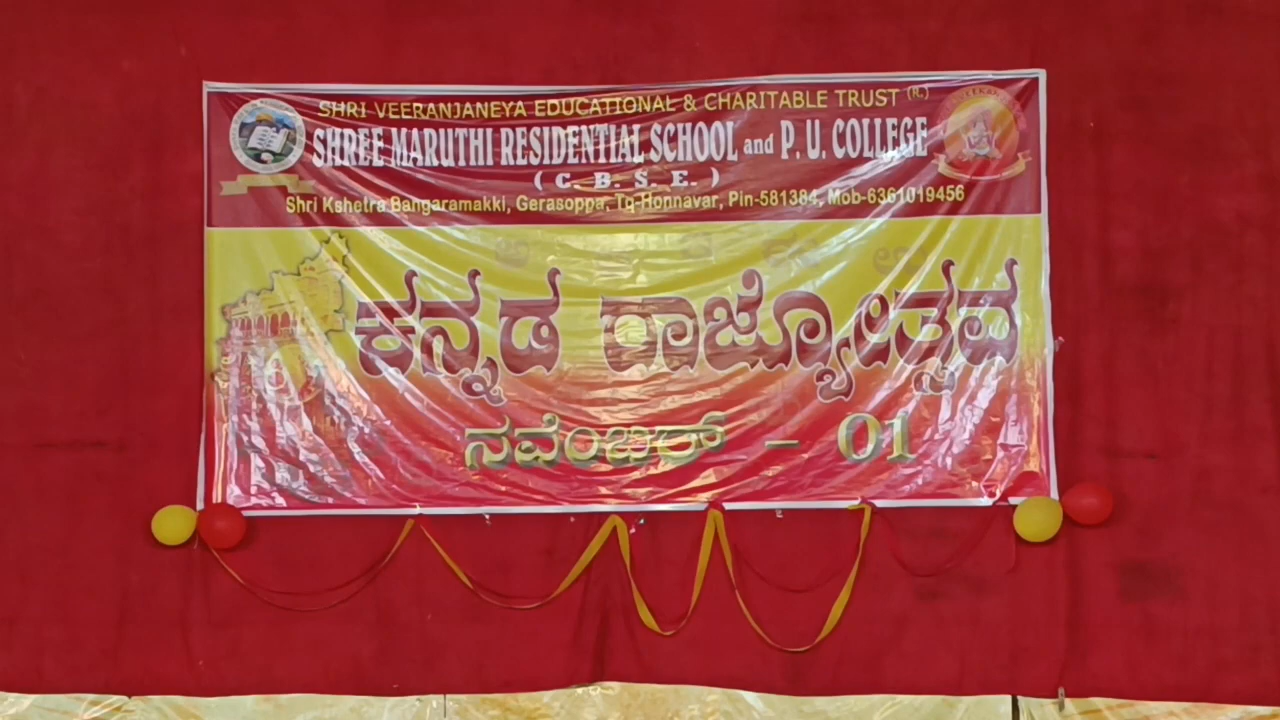 SHRI VEERANJANEYA EDUCATIONAL & CHARITABLE TRUST (R.)
SHREE MARUTHI RESIDENTIAL SCHOOL and P. U. COLLEGE
( C. B. S. E. )
Shri Kshetra Bangaramakki, Gerasoppa, Tq-Honnavar, Pin-581384, Mob-6361019456
ಕನ್ನಡ ರಾಜ್ಯೋತ್ಸವ
ನವೆಂಬರ್ - 01